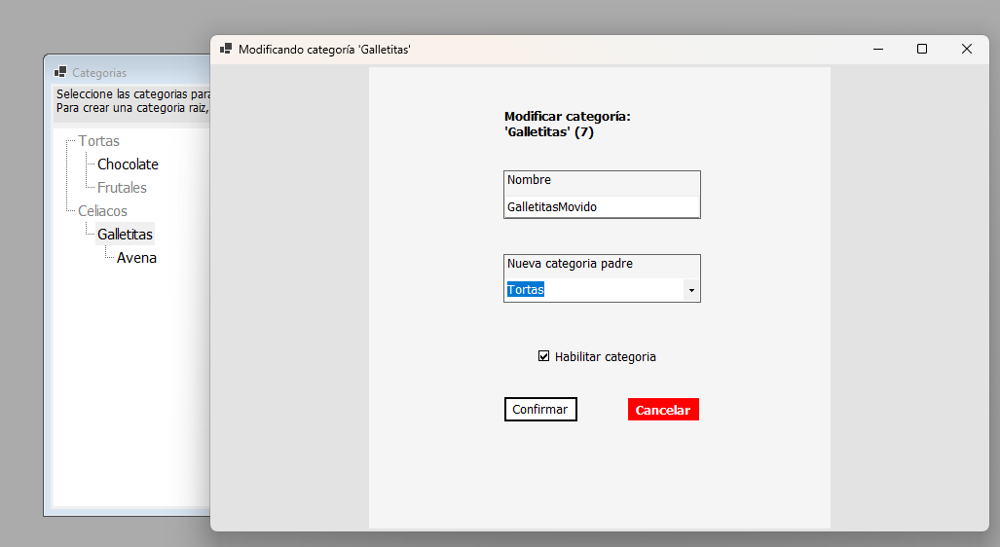 Modificando categoría 'Galletitas'
Categorias
Seleccione las categorias para
Para crear una categoria raiz,
Tortas
Chocolate
Frutales
Celiacos
Galletitas
Avena
Modificar categoría:
'Galletitas' (7)
Nombre
GalletitasMovido
Nueva categoria padre
Tortas
Habilitar categoria
Confirmar
Cancelar